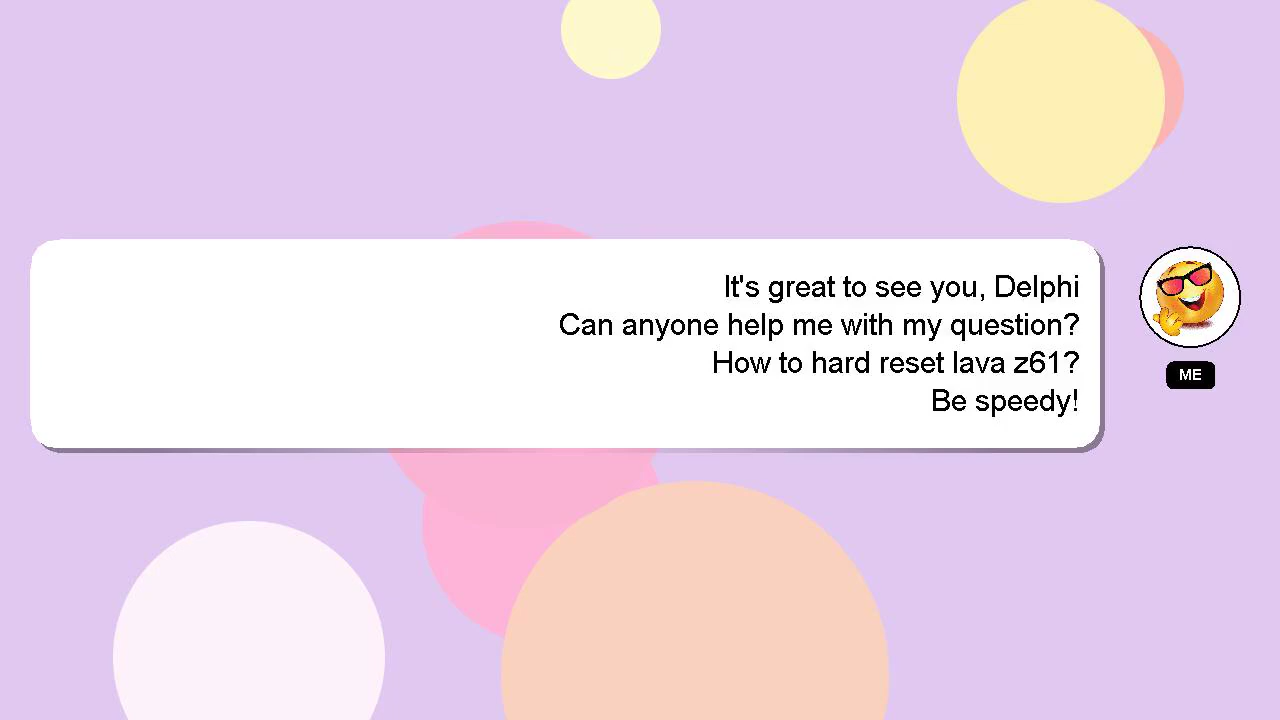 It's great to see you, Delphi
Can anyone help me with my question?
How to hard reset lava z61?
Be speedy!
ME